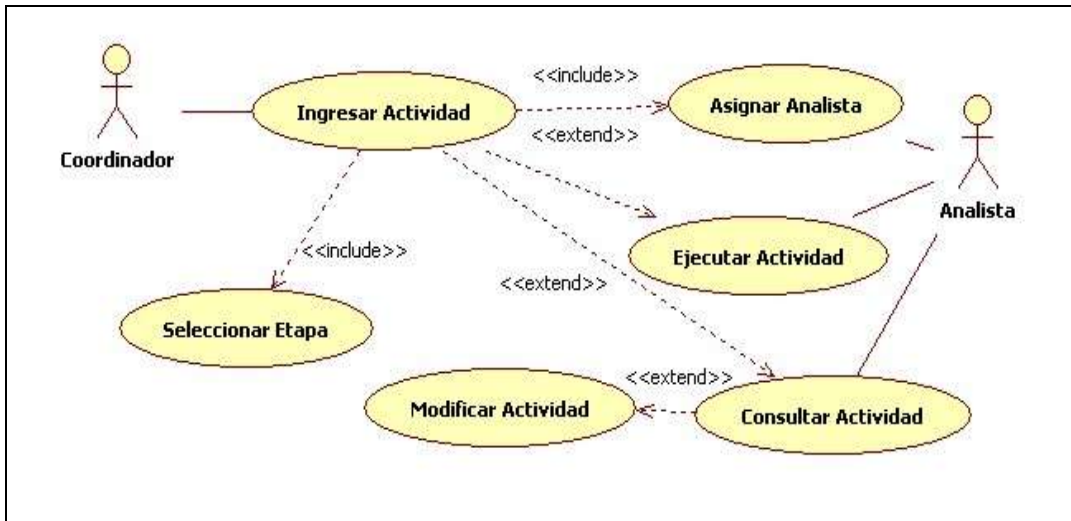 <<include>>
Ingresar Actividad
Asignar Analista
<<extend>>
Coordinador
Analista
<<include>>
Ejecutar Actividad
<<extend>>
Seleccionar Etapa
<<extend>>
Modificar Actividad
Consultar Actividad